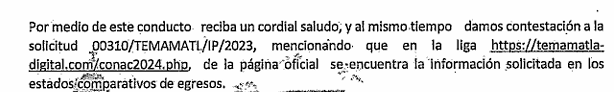 Por medio de este conducto reciba un cordial saludo, y al mismo tiempo damos contestación a la
solicitud 00310/TEMAMATL/IP/2023, mencionando que en la liga https://temamatla-
digital.com/conac2024.php, de la página oficial se encuentra la información solicitada en los
estados comparativos de egresos.